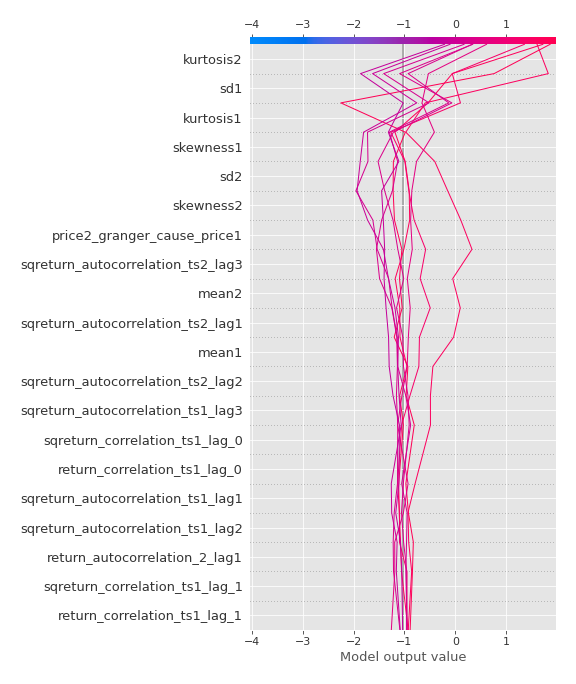 −4 −3 −2 −1 0 1
kurtosis2
sd1
kurtosis1
skewness1
sd2
skewness2
price2_granger_cause_price1
sqreturn_autocorrelation_ts2_lag3
mean2
sqreturn_autocorrelation_ts2_lag1
mean1
sqreturn_autocorrelation_ts2_lag2
sqreturn_autocorrelation_ts1_lag3
sqreturn_correlation_ts1_lag_0
return_correlation_ts1_lag_0
sqreturn_autocorrelation_ts1_lag1
sqreturn_autocorrelation_ts1_lag2
return_autocorrelation_2_lag1
sqreturn_correlation_ts1_lag_1
return_correlation_ts1_lag_1
−4 −3 −2 −1 0 1
Model output value